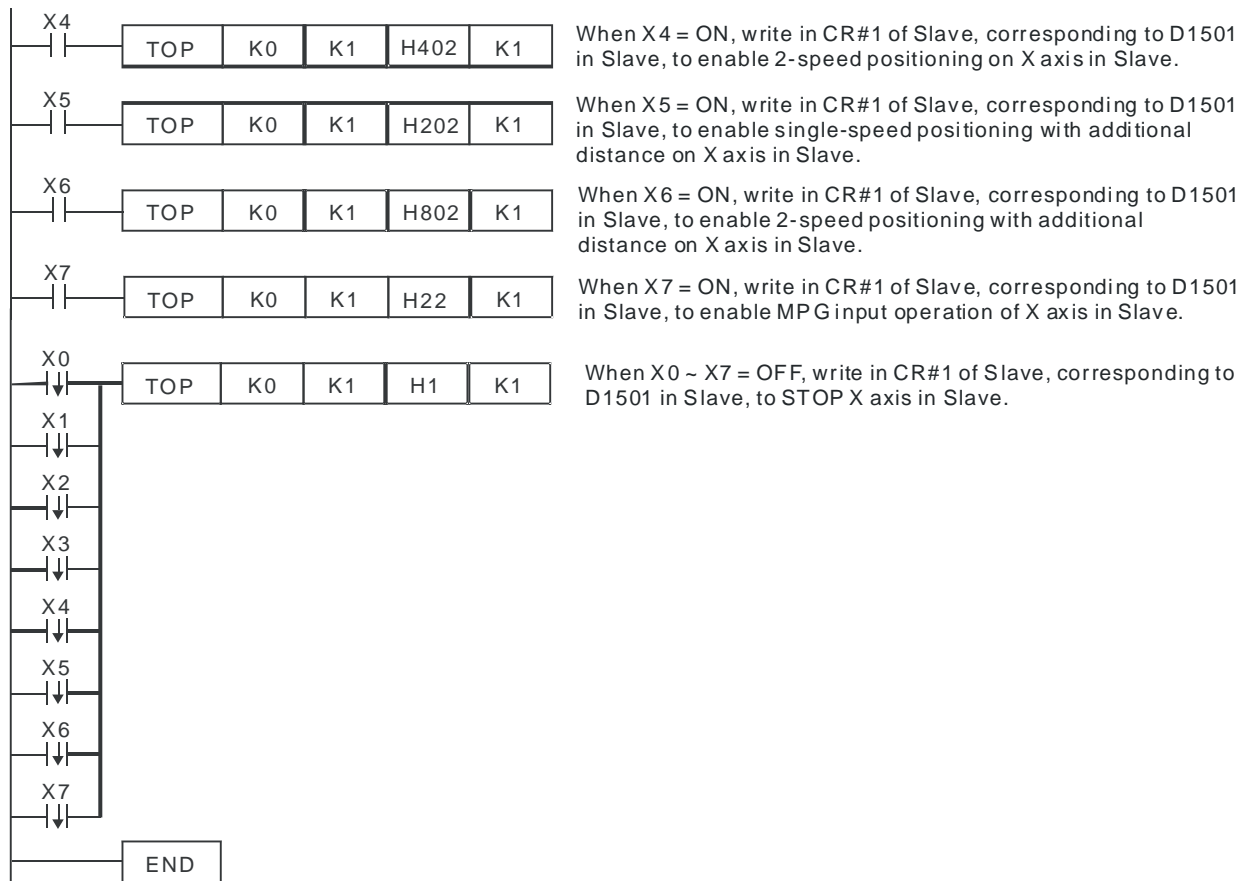 X4
TOP K0 K1 H402 K1
When X4 = ON, write in CR#1 of Slave, corresponding to D1501
in Slave, to enable 2-speed positioning on X axis in Slave.
X5
TOP K0 K1 H202 K1
When X5 = ON, write in CR#1 of Slave, corresponding to D1501
in Slave, to enable single-speed positioning with additional
distance on X axis in Slave.
X6
TOP K0 K1 H802 K1
When X6 = ON, write in CR#1 of Slave, corresponding to D1501
in Slave, to enable 2-speed positioning with additional
distance on X axis in Slave.
X7
TOP K0 K1 H22 K1
When X7 = ON, write in CR#1 of Slave, corresponding to D1501
in Slave, to enable MPG input operation of X axis in Slave.
X0
TOP K0 K1 H1 K1
When X0 ~ X7 = OFF, write in CR#1 of Slave, corresponding to
D1501 in Slave, to STOP X axis in Slave.
X1
X2
X3
X4
X5
X6
X7
END